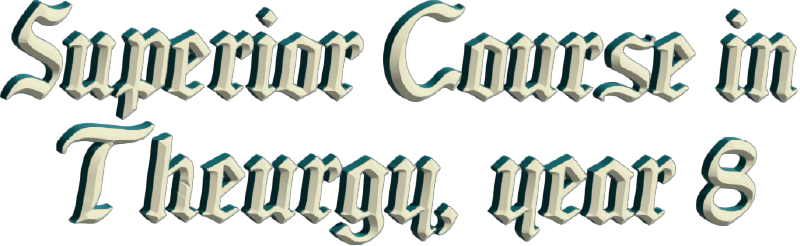 Superior Course in
Theurgy, year 8